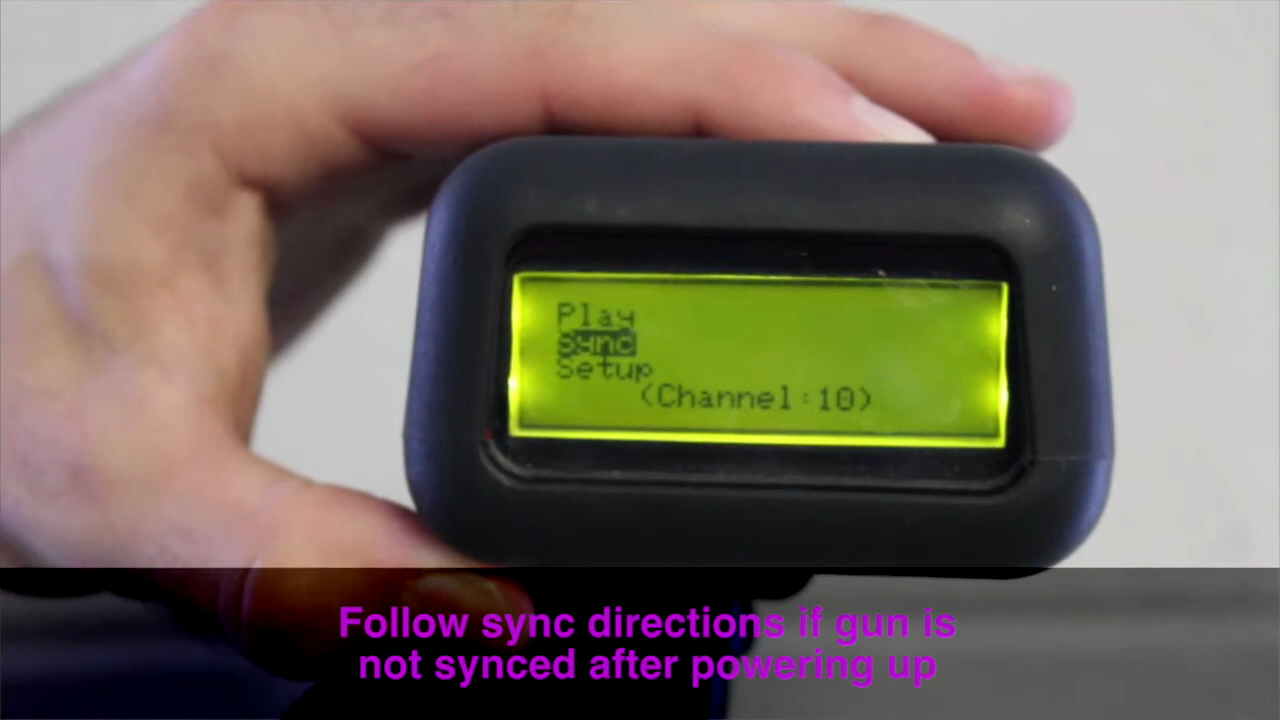 Play
Sync
Setup
(Channel:10)
Follow sync directions if gun is
not synced after powering up